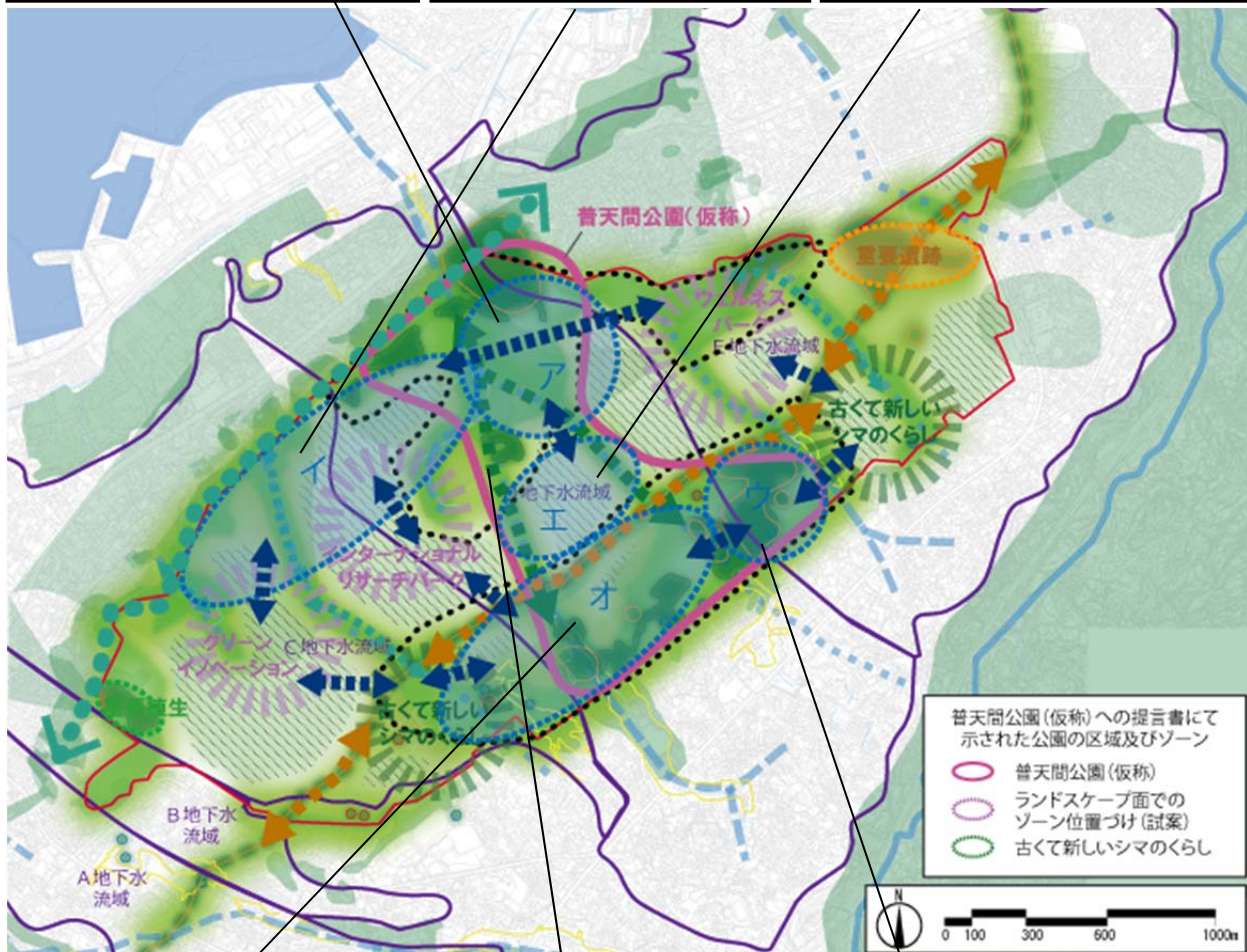 普天間公園（仮称）
重要遺跡
ウェルネス
パーク
E地下水流域
古くて新しい
シマのくらし
ア
イ
ウ
地下水流域
エ
オ
インターナショナル
リサーチパーク
グリーン
イノベーション
C地下水流域
古くて新しい
シマのくらし
生
B地下水
流域
A地下水
流域
普天間公園（仮称）への提言書にて
示された公園の区域及びゾーン
普天間公園（仮称）
ランドスケープ面での
ゾーン位置づけ（試案）
古くて新しいシマのくらし
N
0 100 300 600 1000m